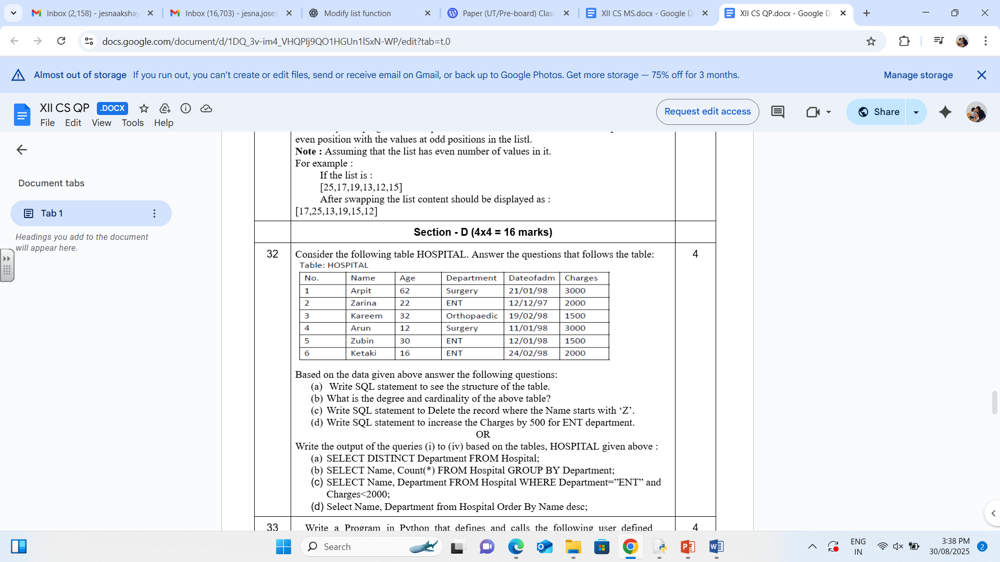 Inbox (2,158) - jesnaakshay
Inbox (16,703) - jesna.jose
Modify list function
Paper (UT/Pre-board) Class
XII CS MS.docx - Google D
XII CS QP.docx - Google D
docs.google.com/document/d/1DQ_3v-im4_VHQPlj9QO1HGUn1lSxN-WP/edit?tab=t.0
Almost out of storage If you run out, you can't create or edit files, send or receive email on Gmail, or back up to Google Photos. Get more storage — 75% off for 3 months.
Manage storage
XII CS QP .DOCX
File Edit View Tools Help
Request edit access
Share
Document tabs
Tab 1
Headings you add to the document
will appear here.
even position with the values at odd positions in the listl.
Note : Assuming that the list has even number of values in it.
For example :
If the list is :
[25,17,19,13,12,15]
After swapping the list content should be displayed as :
[17,25,13,19,15,12]
Section - D (4x4 = 16 marks)
32 Consider the following table HOSPITAL. Answer the questions that follows the table: 4
Table: HOSPITAL
No. Name Age Department Dateofadm Charges
1 Arpit 62 Surgery 21/01/98 3000
2 Zarina 22 ENT 12/12/97 2000
3 Kareem 32 Orthopaedic 19/02/98 1500
4 Arun 12 Surgery 11/01/98 3000
5 Zubin 30 ENT 12/01/98 1500
6 Ketaki 16 ENT 24/02/98 2000
Based on the data given above answer the following questions:
(a) Write SQL statement to see the structure of the table.
(b) What is the degree and cardinality of the above table?
(c) Write SQL statement to Delete the record where the Name starts with ‘Z’.
(d) Write SQL statement to increase the Charges by 500 for ENT department.
OR
Write the output of the queries (i) to (iv) based on the tables, HOSPITAL given above :
(a) SELECT DISTINCT Department FROM Hospital;
(b) SELECT Name, Count(*) FROM Hospital GROUP BY Department;
(c) SELECT Name, Department FROM Hospital WHERE Department=”ENT” and
Charges<2000;
(d) Select Name, Department from Hospital Order By Name desc;
33 Write a Program in Python that defines and calls the following user defined 4
Search
ENG
IN
3:38 PM
30/08/2025
2